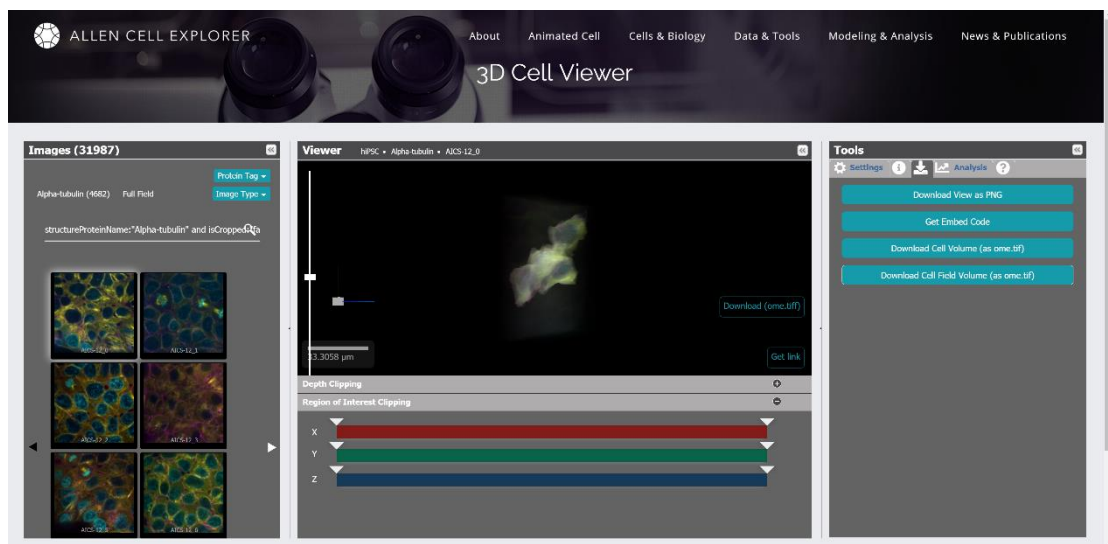 ALLEN CELL EXPLORER
About Animated Cell Cells & Biology Data & Tools Modeling & Analysis News & Publications
3D Cell Viewer
Images (31987)
Protein Tag
Alpha-tubulin (4682) Full Field Image Type
structureProteinName:"Alpha-tubulin" and isCropped
AICS-12_0 AICS-12_1
AICS-12_2 AICS-12_3
Viewer hiPSC • Alpha-tubulin • AICS-12_0
Download (ome.tiff)
33.3058 µm
Get link
Depth Clipping
Region of Interest Clipping
X
Y
Z
Tools
Settings Analysis
Download View as PNG
Get Embed Code
Download Cell Volume (as ome.tif)
Download Cell Field Volume (as ome.tif)